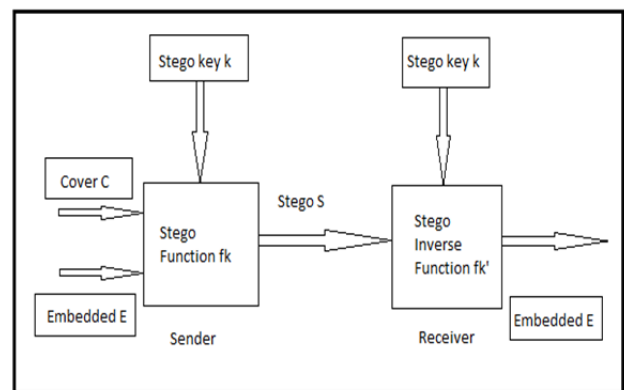 Stego key k
Stego key k
Cover C
Stego S
Stego
Function fk
Stego
Inverse
Function fk'
Embedded E
Embedded E
Sender
Receiver